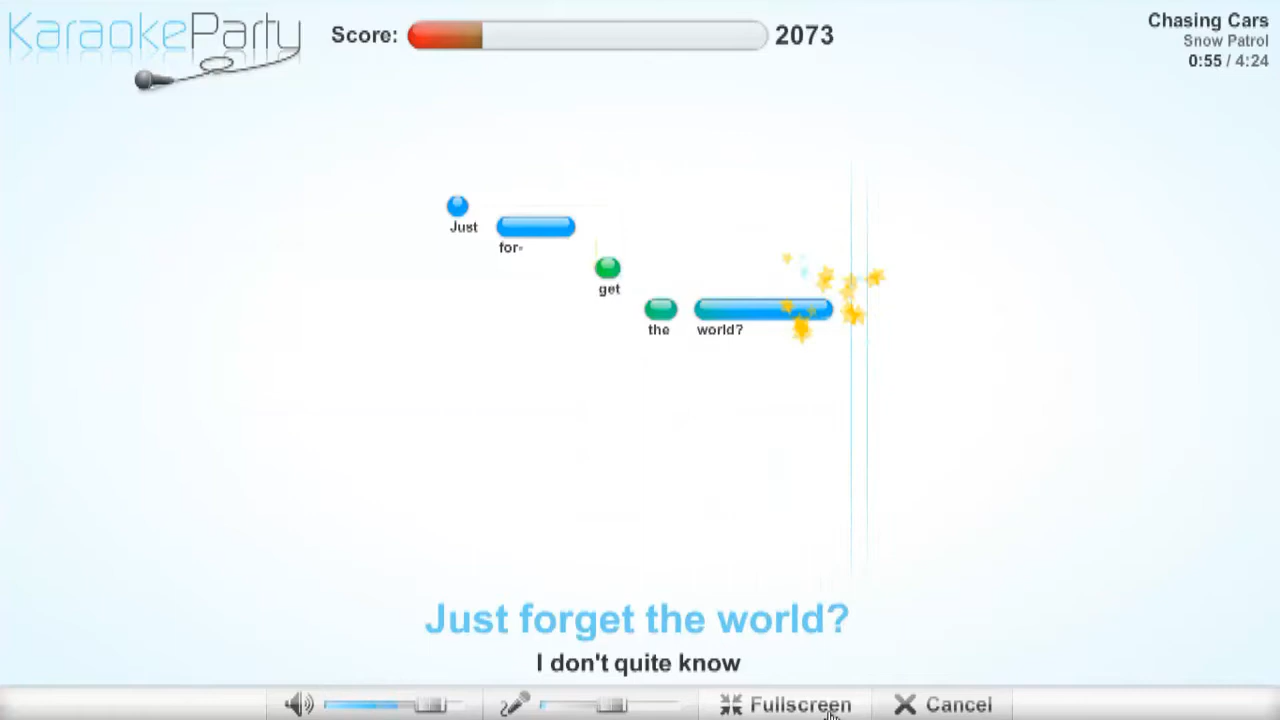 KaraokeParty
Score: 2073
Chasing Cars
Snow Patrol
0:55 / 4:24
Just
for-
get
the
world?
Just forget the world?
I don't quite know
Fullscreen
Cancel